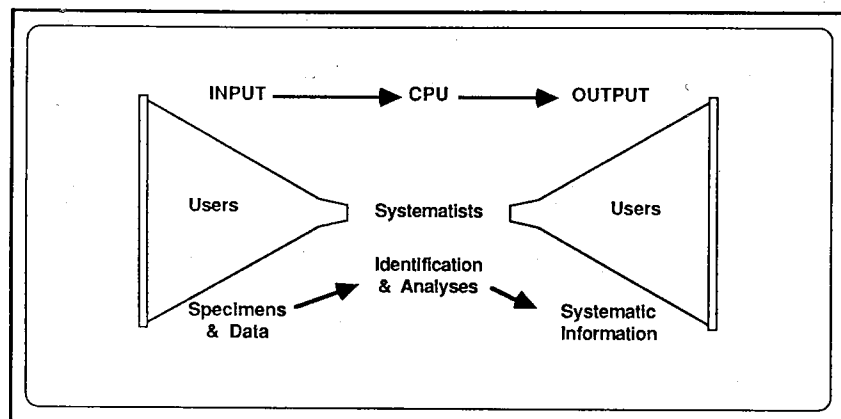 INPUT CPU OUTPUT
Users Systematists Users
Identification
& Analyses
Specimens
& Data
Systematic
Information